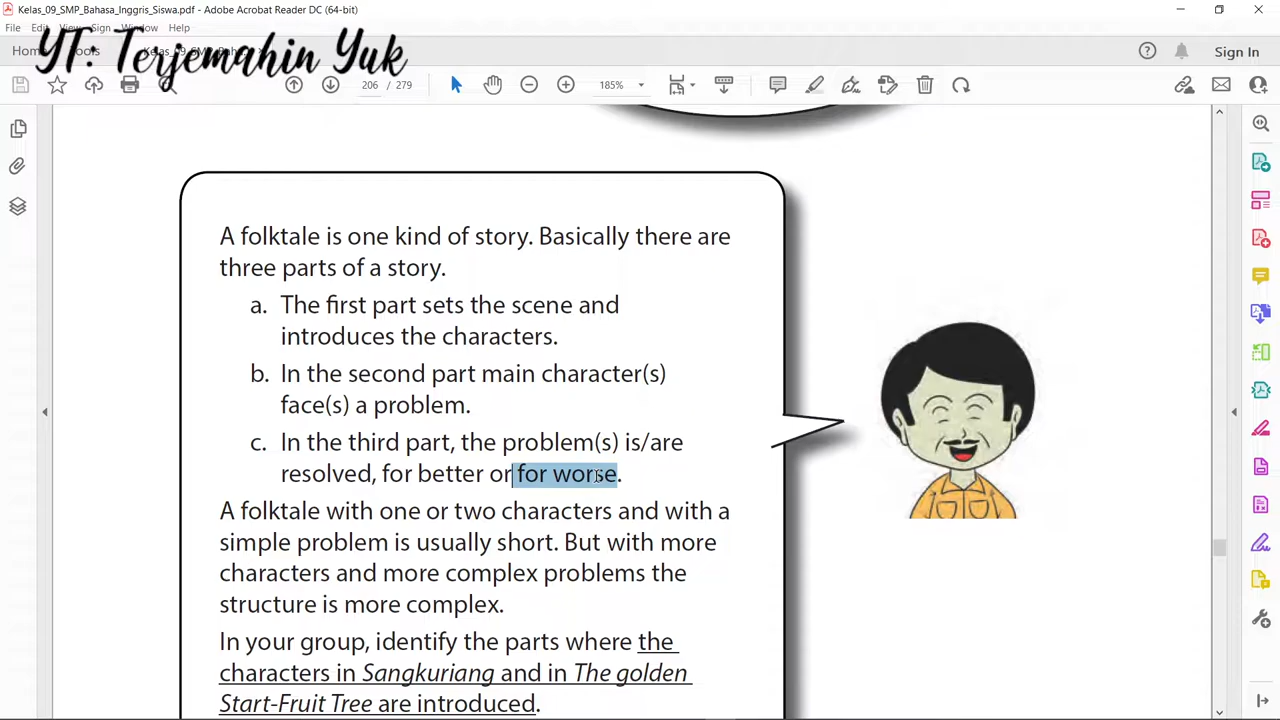 Kelas_09_SMP_Bahasa_Inggris_Siswa.pdf - Adobe Acrobat Reader DC (64-bit)
File Edit View Sign Window Help
YT: Terjemahin Yuk
Home Tools Kelas_09_SMP_Bah... Sign In
206 / 279 185%
A folktale is one kind of story. Basically there are
three parts of a story.
a. The first part sets the scene and
introduces the characters.
b. In the second part main character(s)
face(s) a problem.
c. In the third part, the problem(s) is/are
resolved, for better or for worse.
A folktale with one or two characters and with a
simple problem is usually short. But with more
characters and more complex problems the
structure is more complex.
In your group, identify the parts where the
characters in Sangkuriang and in The golden
Start-Fruit Tree are introduced.